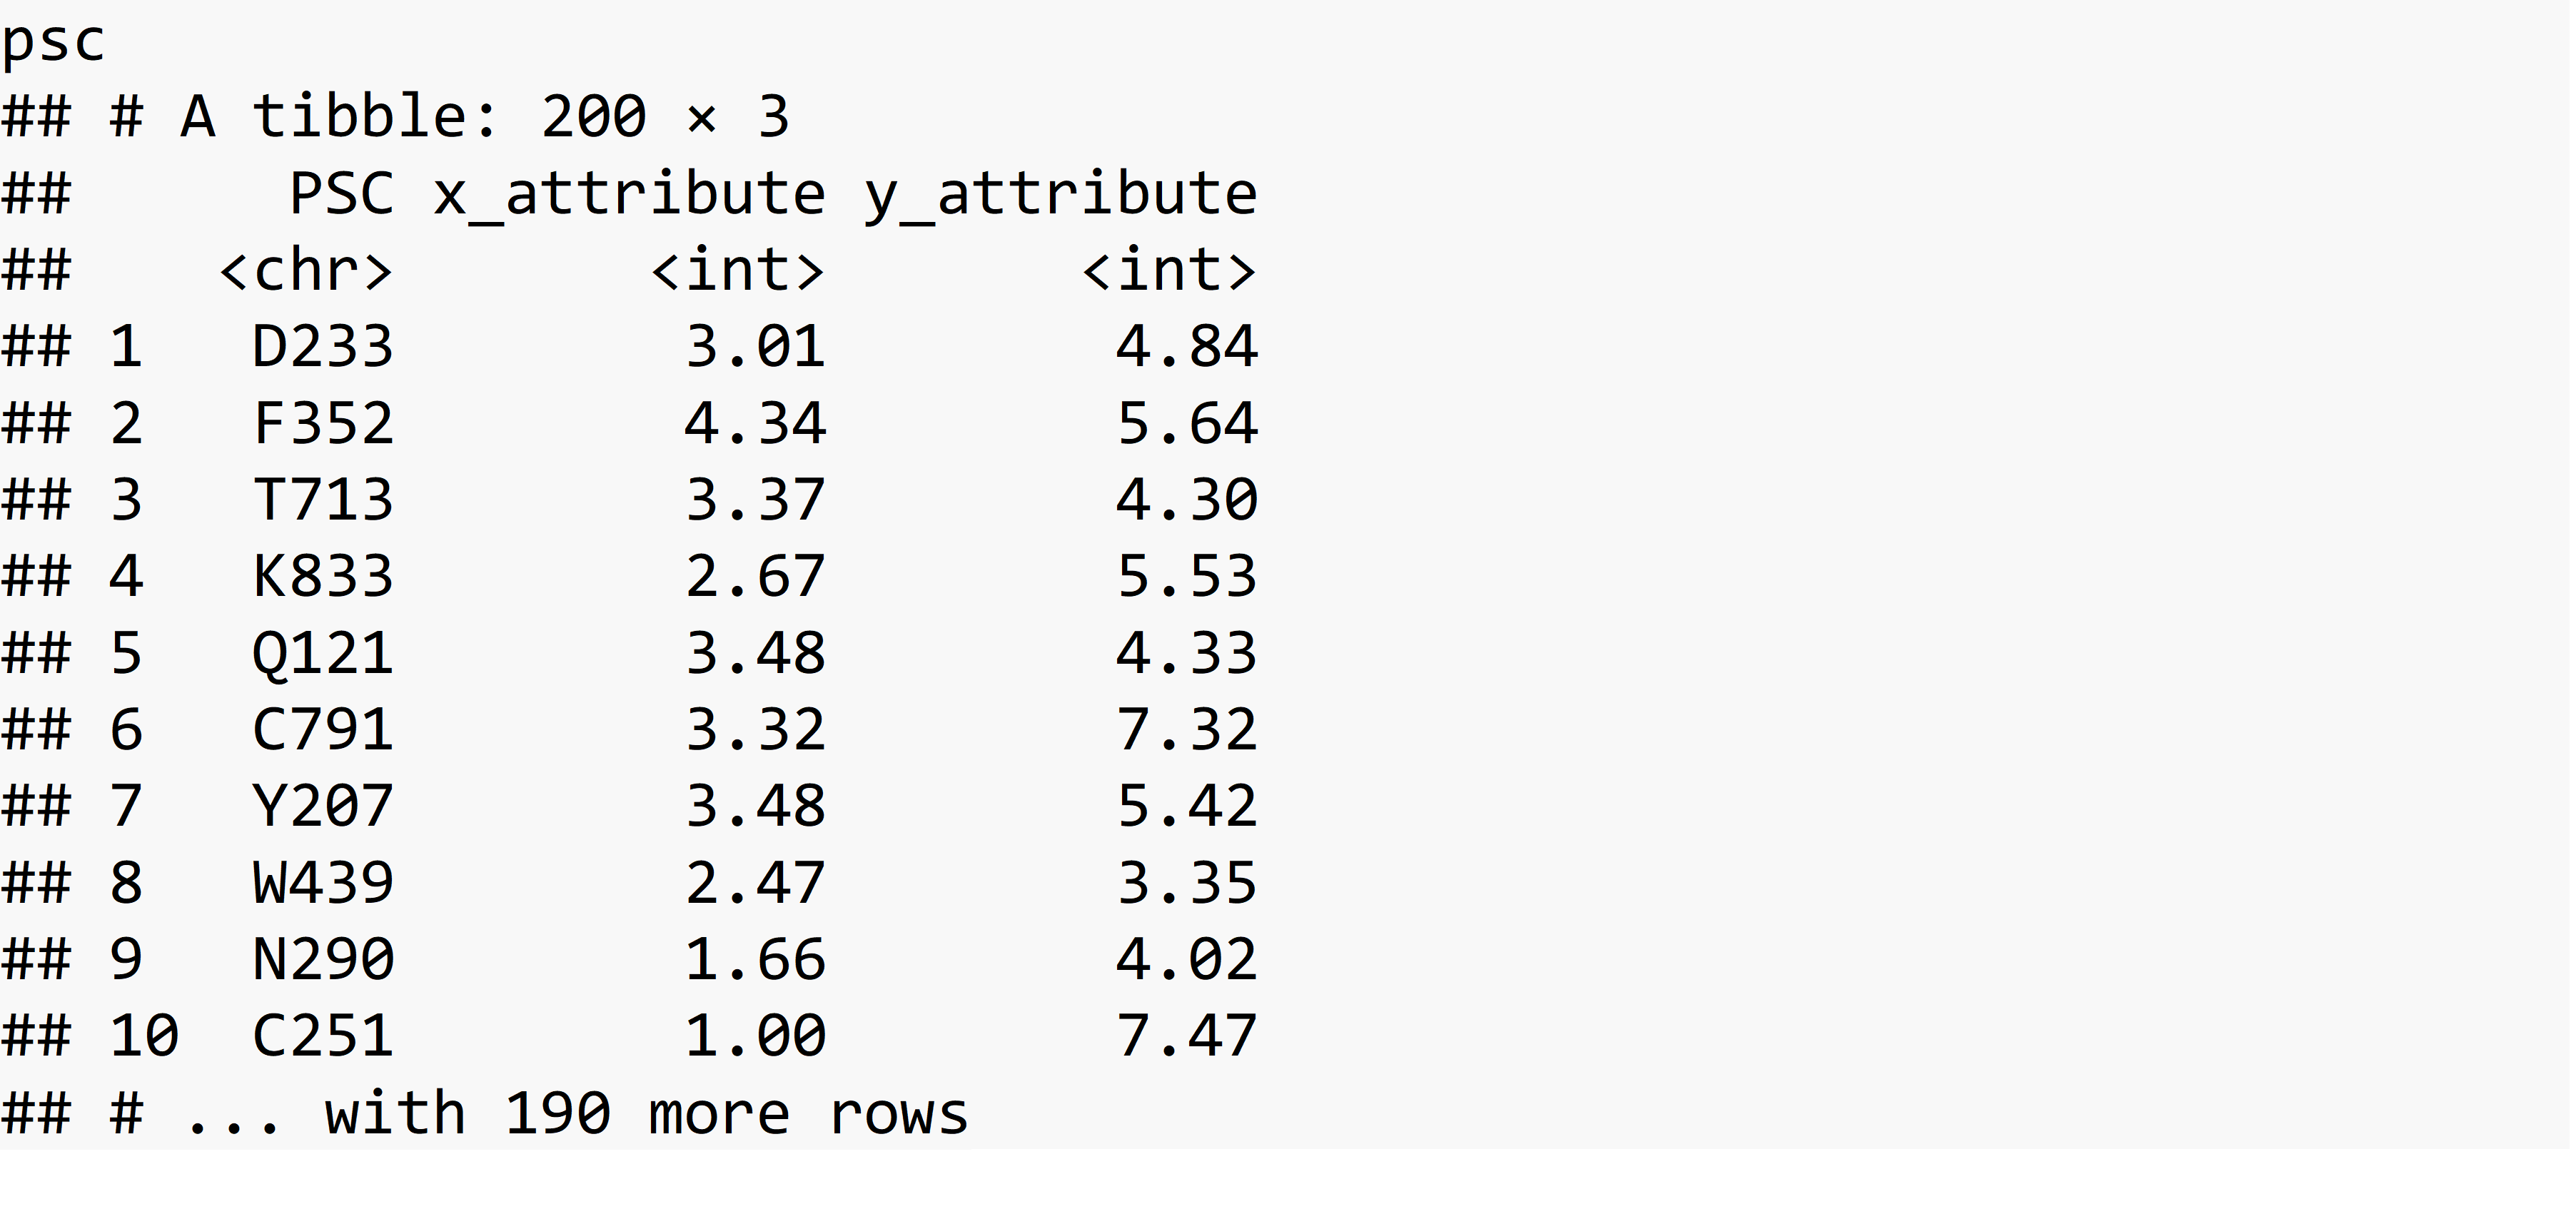 psc
## # A tibble: 200 × 3
##      PSC x_attribute y_attribute
##    <chr>       <int>       <int>
## 1   D233        3.01        4.84
## 2   F352        4.34        5.64
## 3   T713        3.37        4.30
## 4   K833        2.67        5.53
## 5   Q121        3.48        4.33
## 6   C791        3.32        7.32
## 7   Y207        3.48        5.42
## 8   W439        2.47        3.35
## 9   N290        1.66        4.02
## 10  C251        1.00        7.47
## # ... with 190 more rows